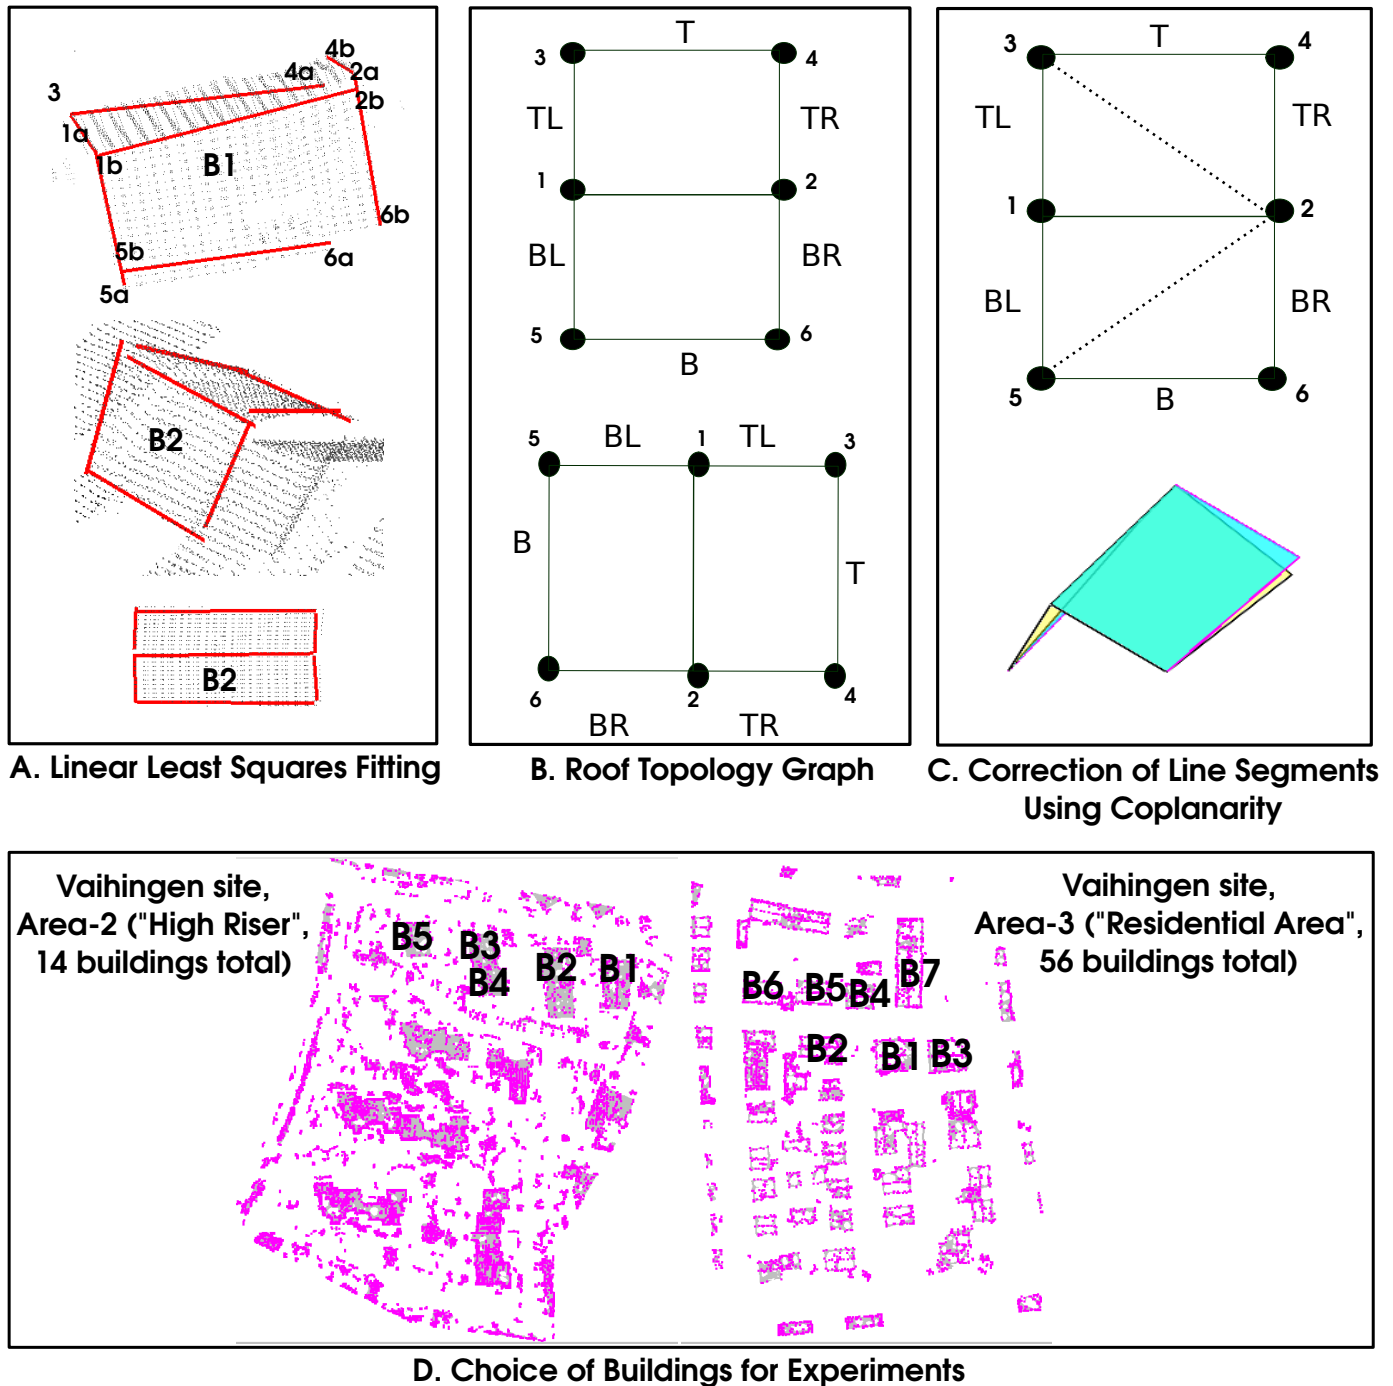 4b
4a
2a
3
2b
1a
1b
B1
6b
5b
6a
5a
B2
B2
A. Linear Least Squares Fitting
T
3
4
TL
TR
1
2
BL
BR
5
6
B
5
BL
1
TL
3
B
T
6
2
4
BR
TR
B. Roof Topology Graph
3
T
4
TL
TR
1
2
BL
BR
5
B
6
C. Correction of Line Segments
Using Coplanarity
Vaihingen site,
Area-2 ("High Riser",
14 buildings total)
B5
B3
B4
B2
B1
Vaihingen site,
Area-3 ("Residential Area",
56 buildings total)
B6
B5
B4
B7
B2
B1
B3
D. Choice of Buildings for Experiments